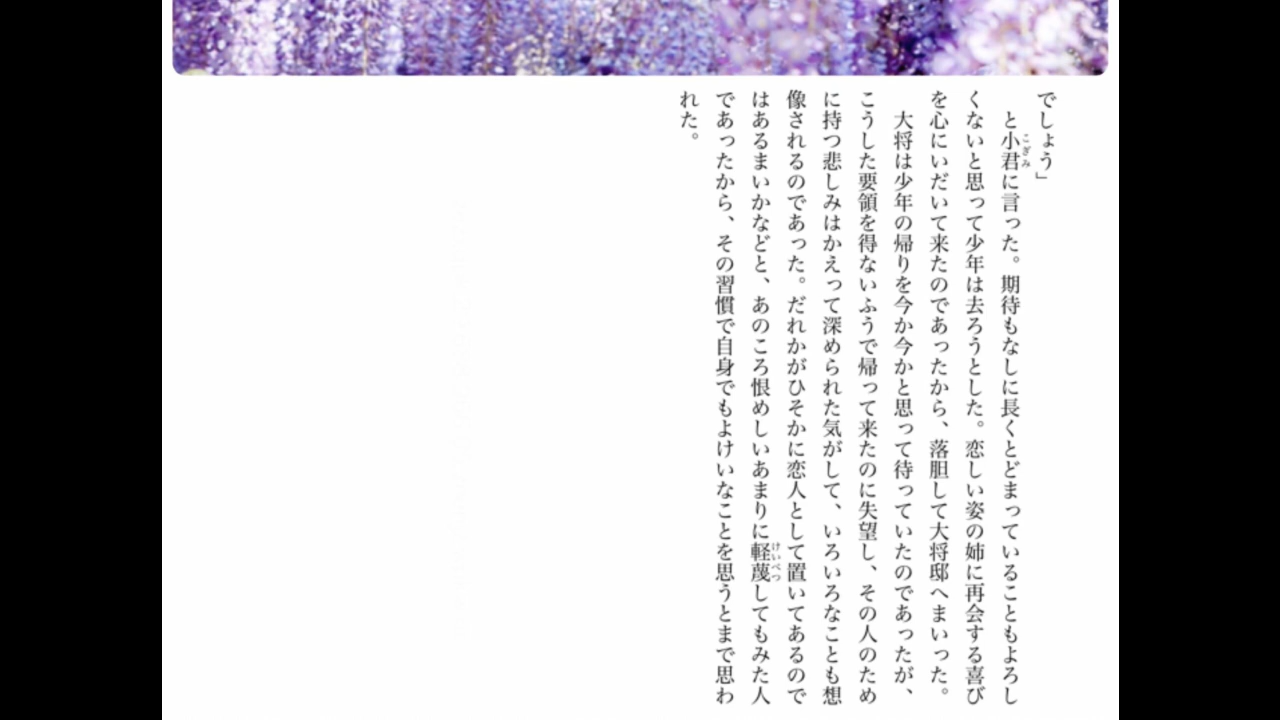 でしょう」
と小君に言った。期待もなしに長くとどまっていることもよろし
くないと思って少年は去ろうとした。恋しい姿の姉に再会する喜び
を心にいだいて来たのであったから、落胆して大将邸へまいった。
大将は少年の帰りを今か今かと思って待っていたのであったが、
こうした要領を得ないふうで帰って来たのに失望し、その人のため
に持つ悲しみはかえって深められた気がして、いろいろなことも想
像されるのであった。だれかがひそかに恋人として置いてあるので
はあるまいかなどと、あのころ恨めしいあまりに軽蔑してもみた人
であったから、その習慣で自身でもよけいなことを思うとまで思わ
れた。